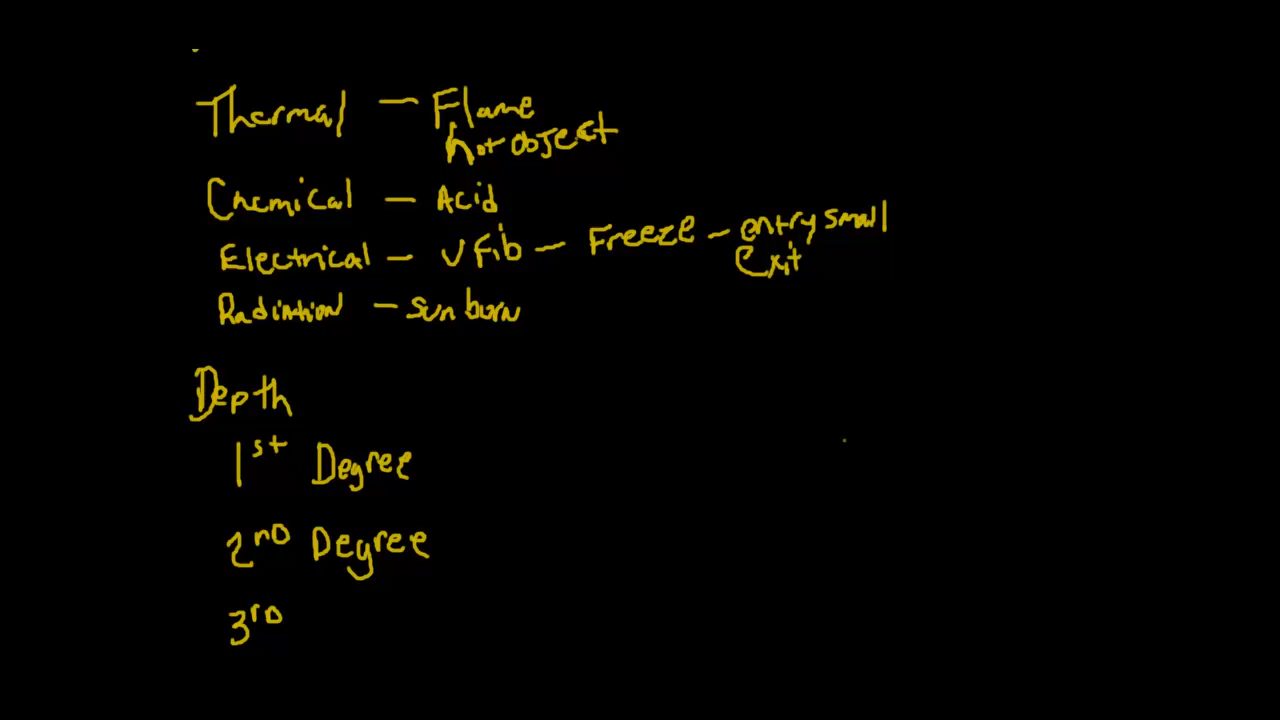 Thermal — Flame
hot object
Chemical — Acid
Electrical — V Fib — Freeze — entry small
exit
Radiation — sun burn
Depth
1st Degree
2nd Degree
3rd